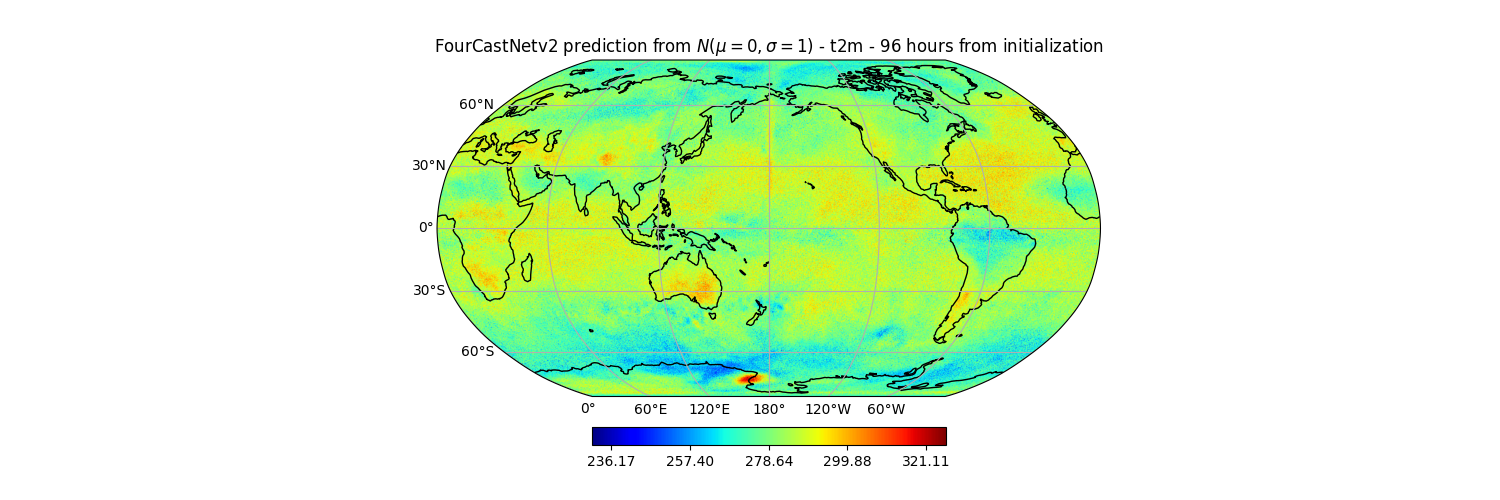 FourCastNetv2 prediction from N(μ = 0, σ = 1) - t2m - 96 hours from initialization
60°N
30°N
0°
30°S
60°S
0° 60°E 120°E 180° 120°W 60°W
236.17 257.40 278.64 299.88 321.11